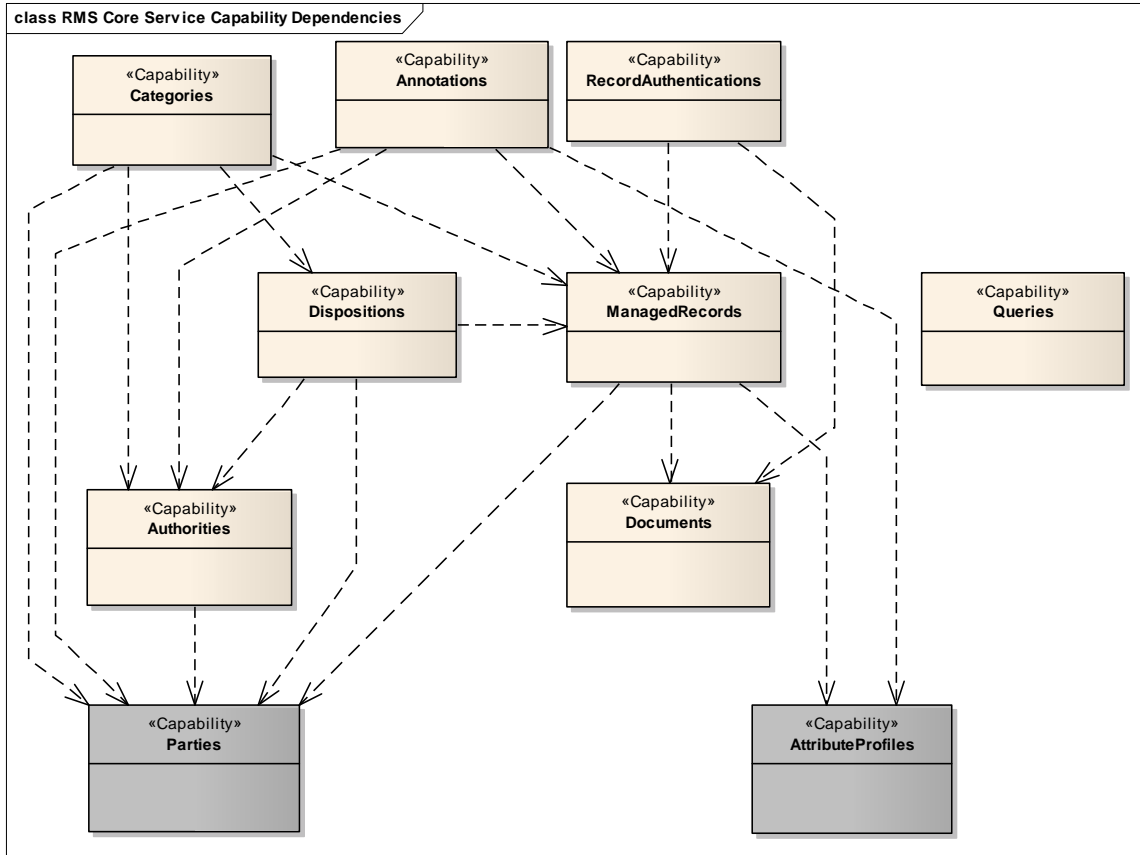 class RMS Core Service Capability Dependencies
«Capability»
Categories
«Capability»
Annotations
«Capability»
RecordAuthentications
«Capability»
Dispositions
«Capability»
ManagedRecords
«Capability»
Queries
«Capability»
Authorities
«Capability»
Documents
«Capability»
Parties
«Capability»
AttributeProfiles